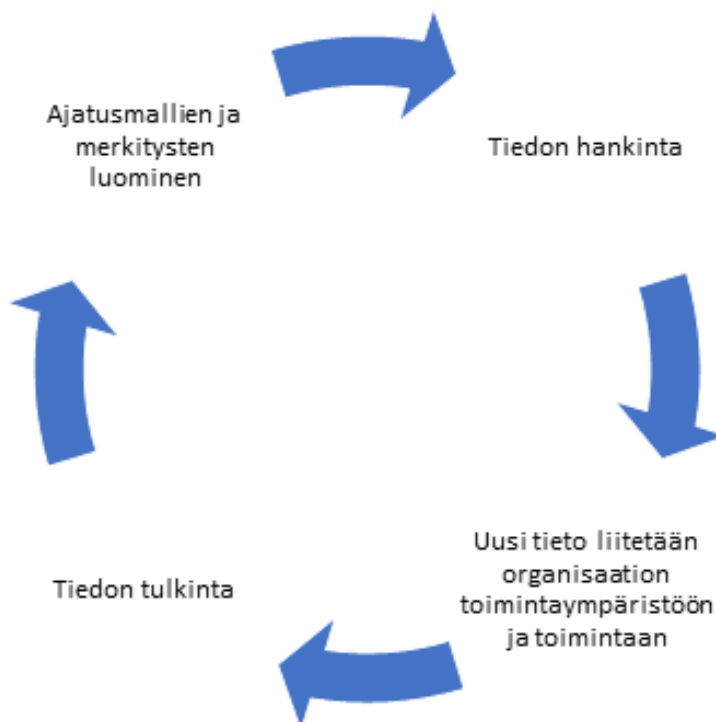 Ajatusmallien ja
merkitysten
luominen
Tiedon hankinta
Uusi tieto liitetään
organisaation
toimintaympäristöön
ja toimintaan
Tiedon tulkinta